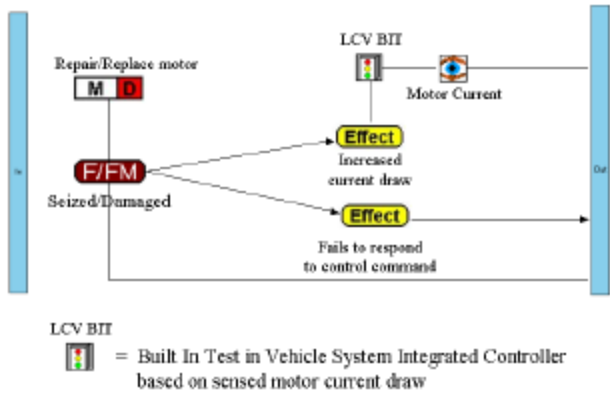 LCV BIT
Repair/Replace motor
M D
Motor Current
Effect
Increased
current draw
F/FM
Seized/Damaged
Effect
Fails to respond
to control command
In
Out
LCV BIT
= Built In Test in Vehicle System Integrated Controller
based on sensed motor current draw